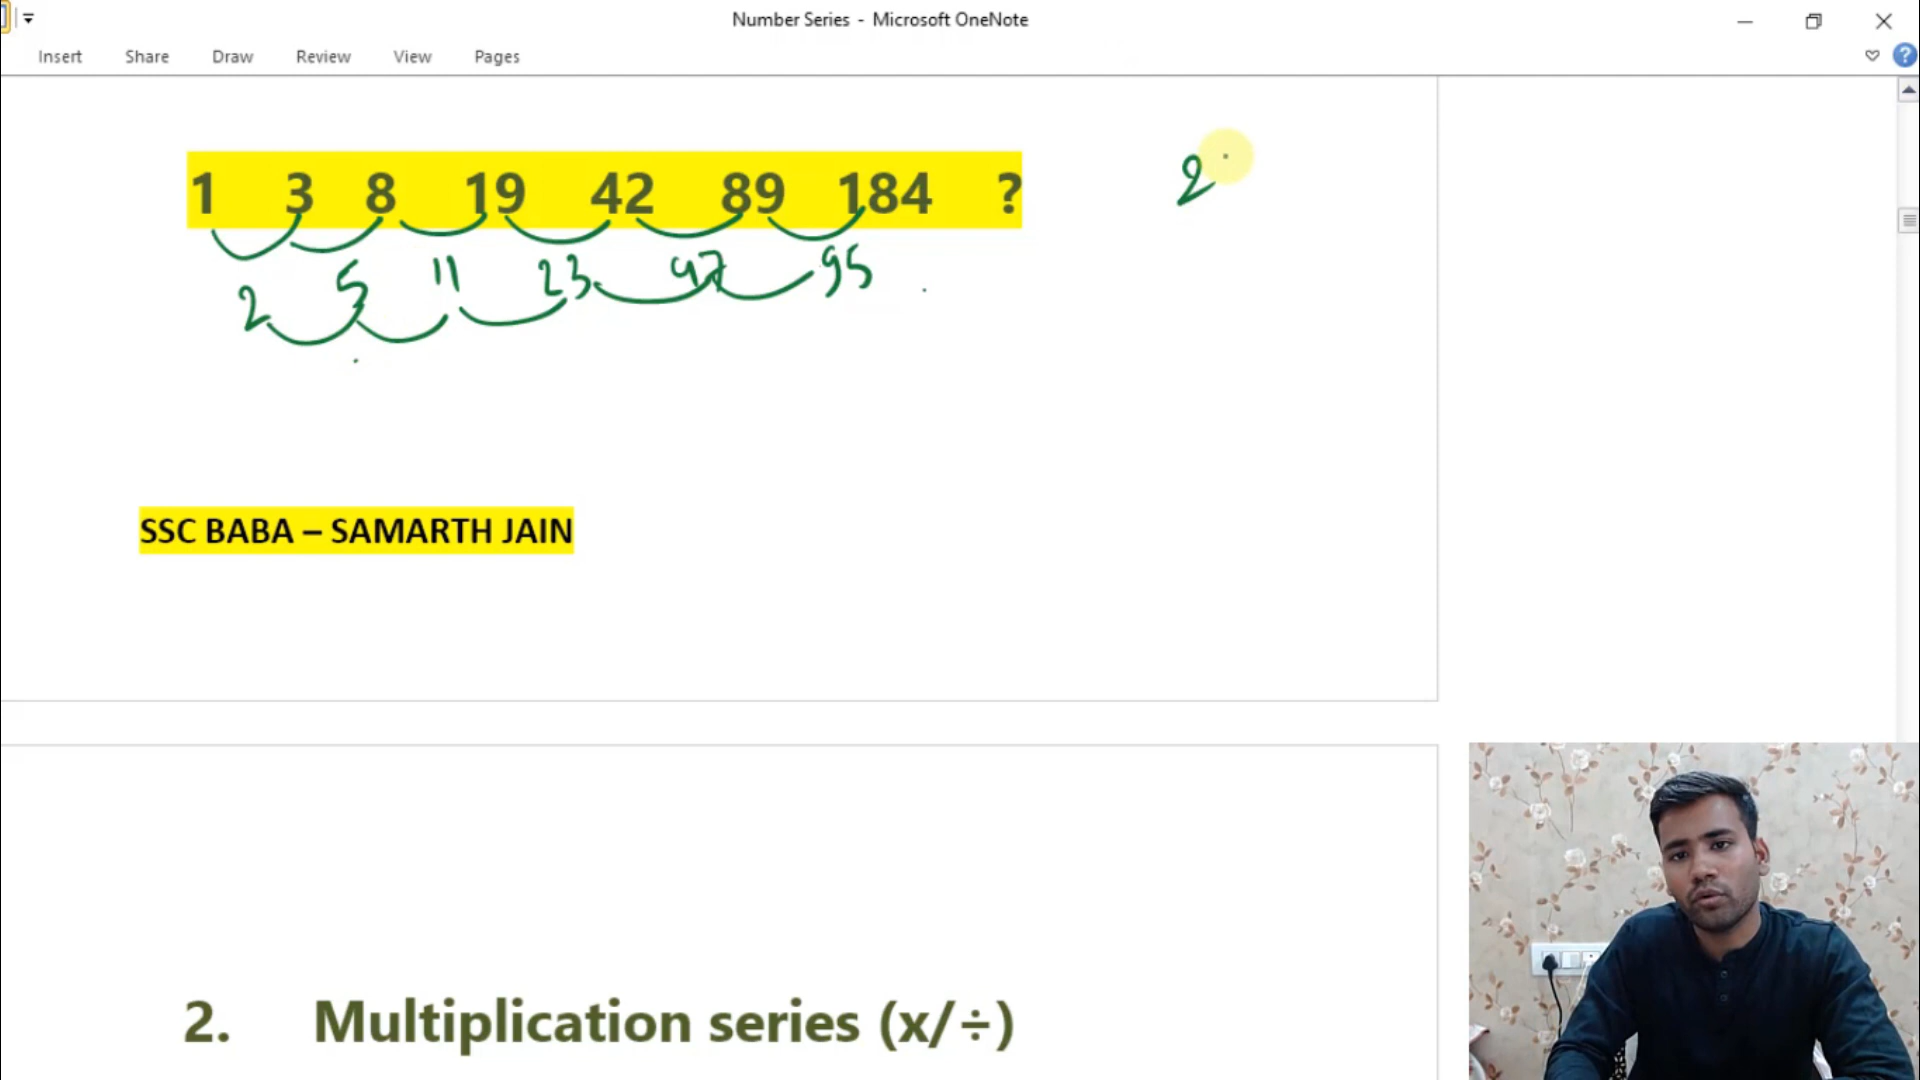 Number Series - Microsoft OneNote
Insert Share Draw Review View Pages
1 3 8 19 42 89 184 ?
2
2 5 11 23 47 95
SSC BABA – SAMARTH JAIN
2. Multiplication series (x/÷)